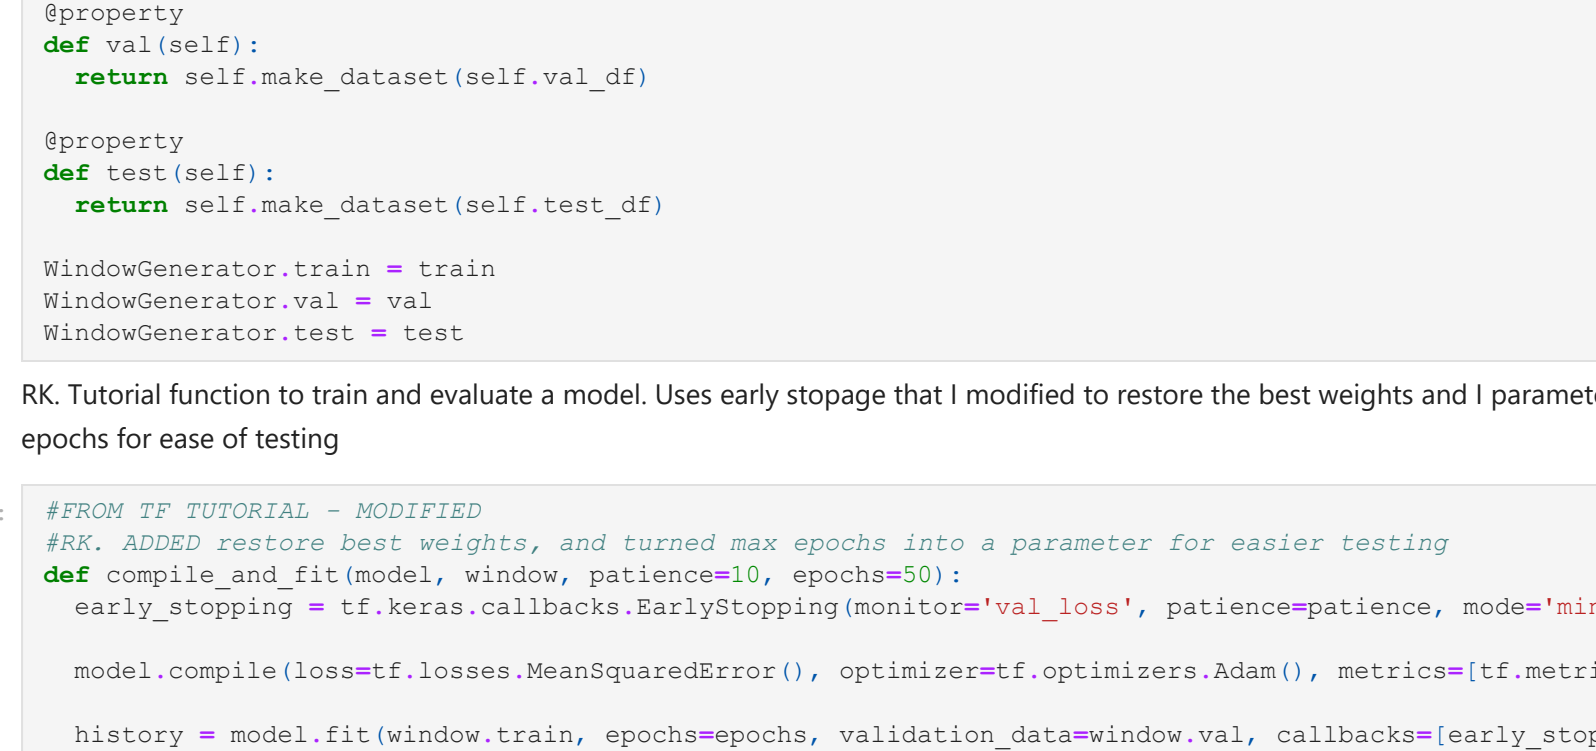 @property
def val(self):
  return self.make_dataset(self.val_df)
@property
def test(self):
  return self.make_dataset(self.test_df)
WindowGenerator.train = train
WindowGenerator.val = val
WindowGenerator.test = test
RK. Tutorial function to train and evaluate a model. Uses early stopage that I modified to restore the best weights and I paramet
epochs for ease of testing
: #FROM TF TUTORIAL - MODIFIED
#RK. ADDED restore best weights, and turned max epochs into a parameter for easier testing
def compile_and_fit(model, window, patience=10, epochs=50):
  early_stopping = tf.keras.callbacks.EarlyStopping(monitor='val_loss', patience=patience, mode='min
  model.compile(loss=tf.losses.MeanSquaredError(), optimizer=tf.optimizers.Adam(), metrics=[tf.metri
  history = model.fit(window.train, epochs=epochs, validation_data=window.val, callbacks=[early_stop